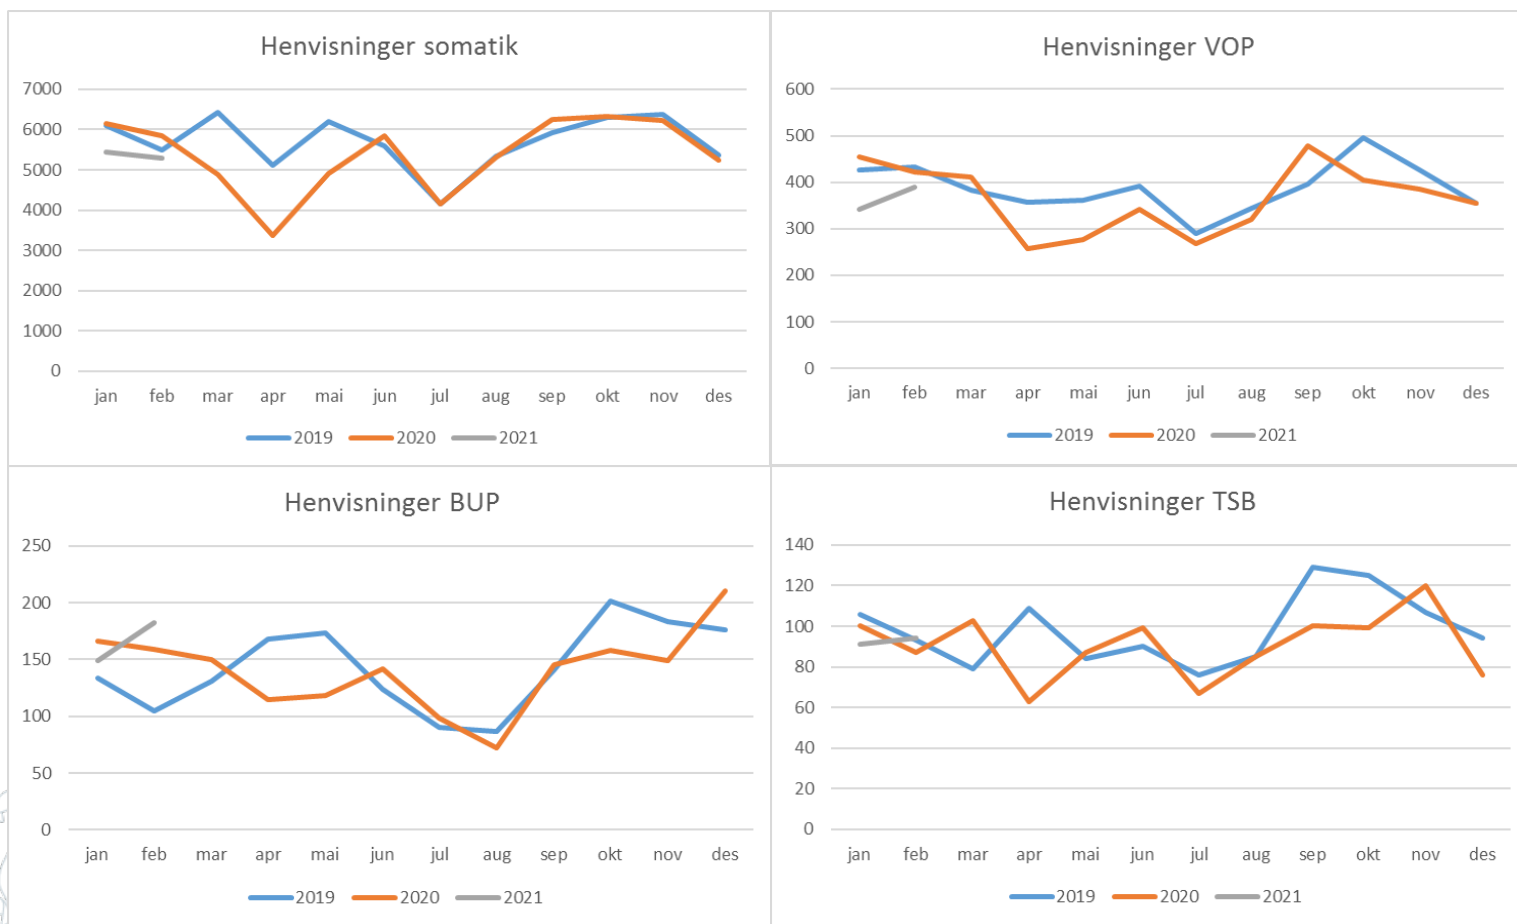 Henvisninger somatik
7000
6000
5000
4000
3000
2000
1000
0
jan feb mar apr mai jun jul aug sep okt nov des
2019 2020 2021
Henvisninger VOP
600
500
400
300
200
100
0
jan feb mar apr mai jun jul aug sep okt nov des
2019 2020 2021
Henvisninger BUP
250
200
150
100
50
0
jan feb mar apr mai jun jul aug sep okt nov des
2019 2020 2021
Henvisninger TSB
140
120
100
80
60
40
20
0
jan feb mar apr mai jun jul aug sep okt nov des
2019 2020 2021